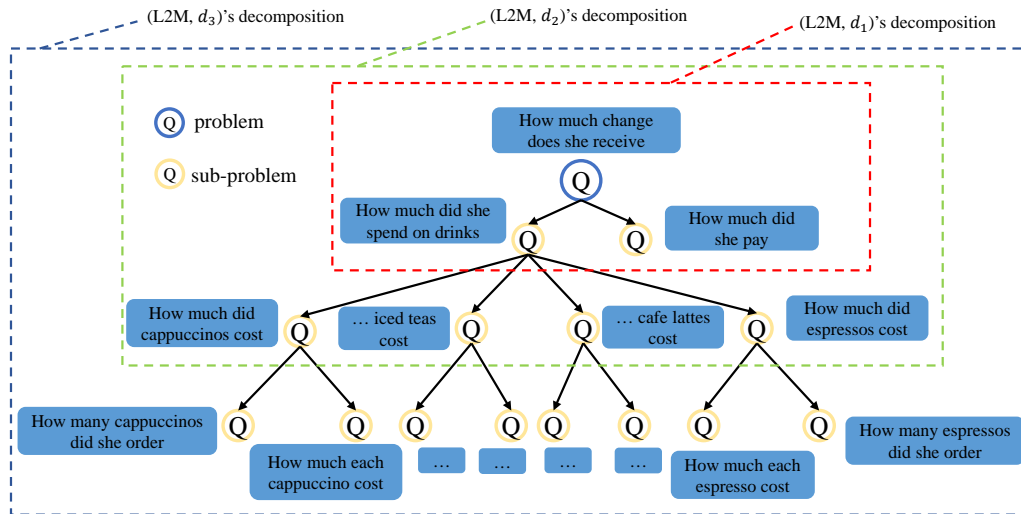 (L2M, d₃)’s decomposition
(L2M, d₂)’s decomposition
(L2M, d₁)’s decomposition
Q problem
Q sub-problem
How much change
does she receive
Q
How much did she
spend on drinks
Q
Q
How much did
she pay
How much did
cappuccinos cost
Q
… iced teas
cost
Q
Q
… cafe lattes
cost
Q
How much did
espressos cost
How many cappuccinos
did she order
Q
Q
Q
Q
Q
Q
Q
Q
How many espressos
did she order
How much each
cappuccino cost
…
…
…
…
How much each
espresso cost